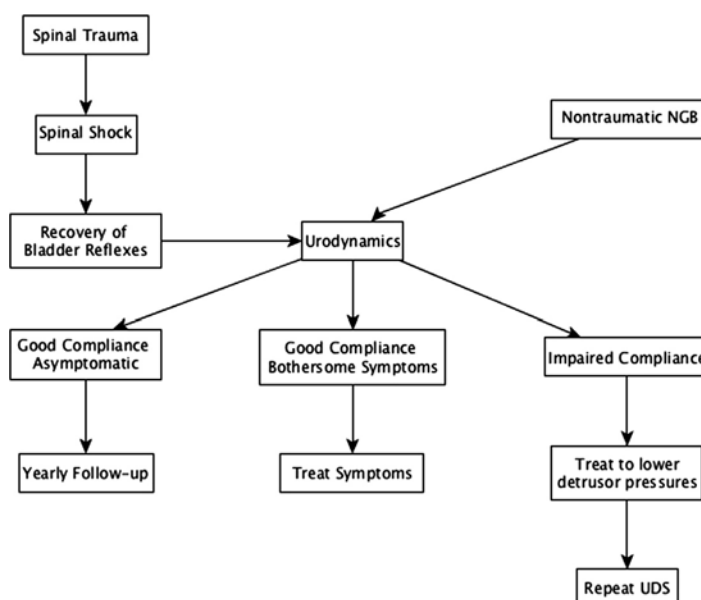 Spinal Trauma
Nontraumatic NGB
Spinal Shock
Recovery of
Bladder Reflexes
Urodynamics
Good Compliance
Asymptomatic
Good Compliance
Bothersome Symptoms
Impaired Compliance
Yearly Follow-up
Treat Symptoms
Treat to lower
detrusor pressures
Repeat UDS